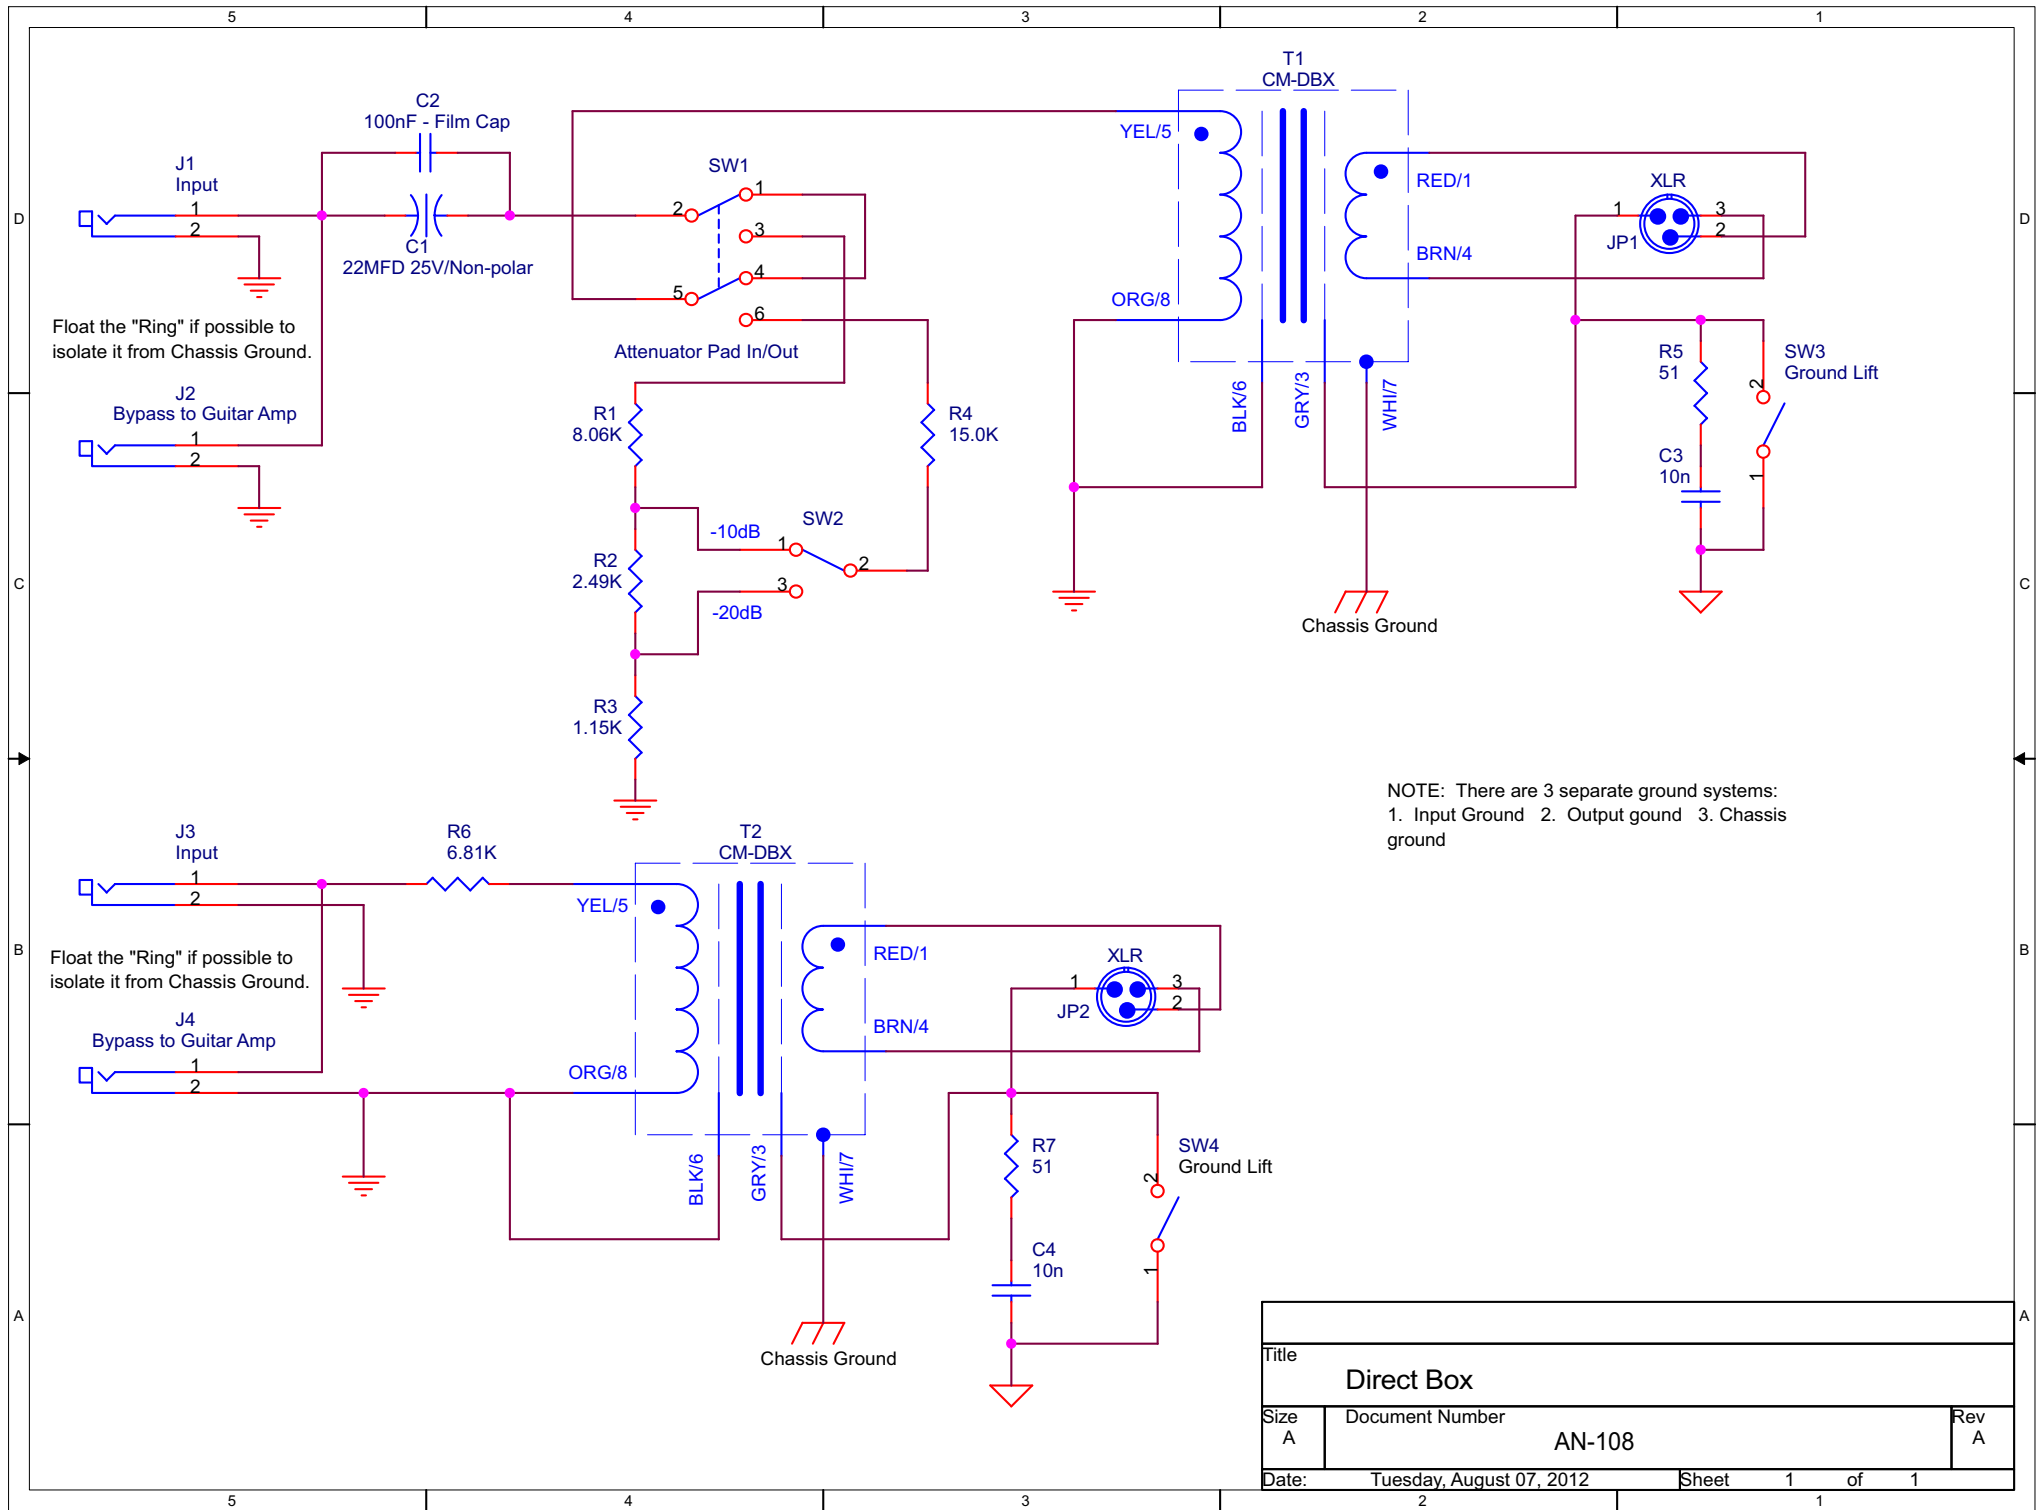 5 4 3 2 1
T1
CM-DBX
C2
100nF - Film Cap
J1
Input
1
2
C1
22MFD 25V/Non-polar
SW1
1
2
3
4
5
6
Attenuator Pad In/Out
YEL/5
ORG/8
RED/1
BRN/4
BLK/6
GRY/3
WHI/7
XLR
1
3
2
JP1
D
D
Float the "Ring" if possible to
isolate it from Chassis Ground.
J2
Bypass to Guitar Amp
1
2
R1
8.06K
R4
15.0K
R5
51
SW3
Ground Lift
2
1
C3
10n
-10dB
SW2
1
2
3
-20dB
R2
2.49K
C
C
Chassis Ground
R3
1.15K
NOTE: There are 3 separate ground systems:
1. Input Ground 2. Output gound 3. Chassis
ground
J3
Input
1
2
R6
6.81K
T2
CM-DBX
YEL/5
ORG/8
RED/1
BRN/4
BLK/6
GRY/3
WHI/7
B
B
Float the "Ring" if possible to
isolate it from Chassis Ground.
J4
Bypass to Guitar Amp
1
2
XLR
1
3
2
JP2
R7
51
SW4
Ground Lift
2
1
C4
10n
Chassis Ground
A
A
Title
Direct Box
Size
A
Document Number
AN-108
Rev
A
Date: Tuesday, August 07, 2012 Sheet 1 of 1
5 4 3 2 1